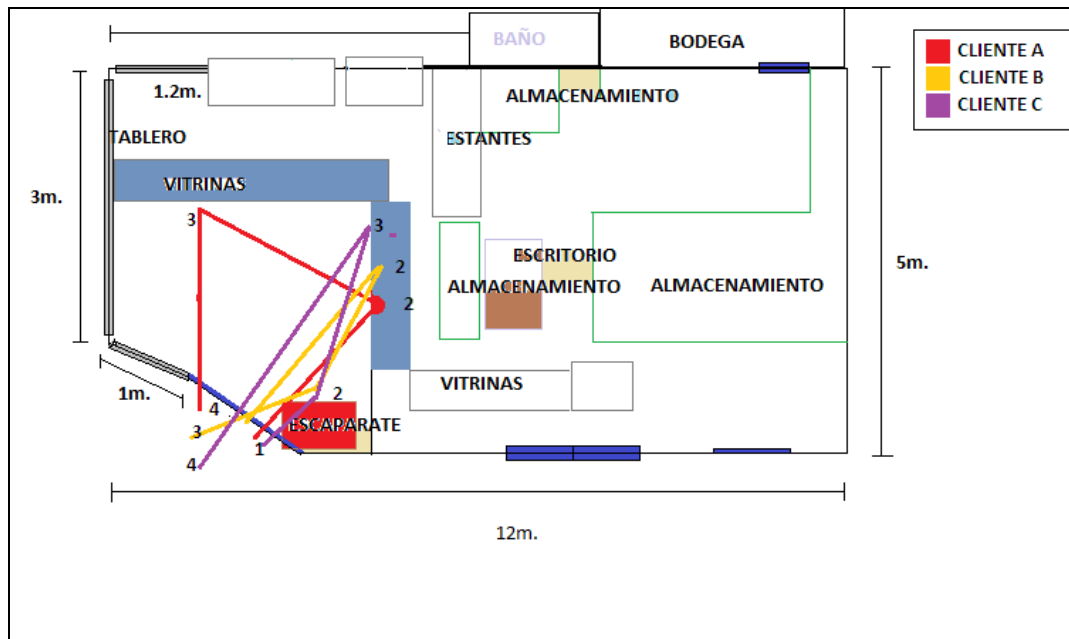 BAÑO
BODEGA
CLIENTE A
CLIENTE B
CLIENTE C
1.2m.
ALMACENAMIENTO
TABLERO
ESTANTES
VITRINAS
3m.
3
3
2
2
ESCRITORIO
ALMACENAMIENTO
ALMACENAMIENTO
5m.
VITRINAS
1m.
2
4
ESCAPARATE
3
1
4
12m.